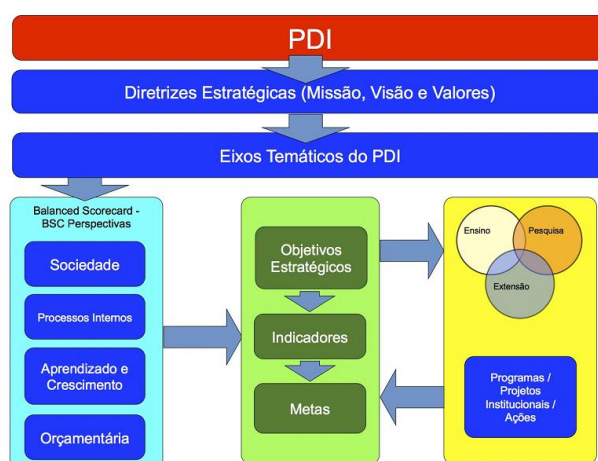 PDI
Diretrizes Estratégicas (Missão, Visão e Valores)
Eixos Temáticos do PDI
Balanced Scorecard -
BSC Perspectivas
Sociedade
Processos Internos
Aprendizado e
Crescimento
Orçamentária
Objetivos
Estratégicos
Indicadores
Metas
Ensino
Pesquisa
Extensão
Programas /
Projetos
Institucionais /
Ações